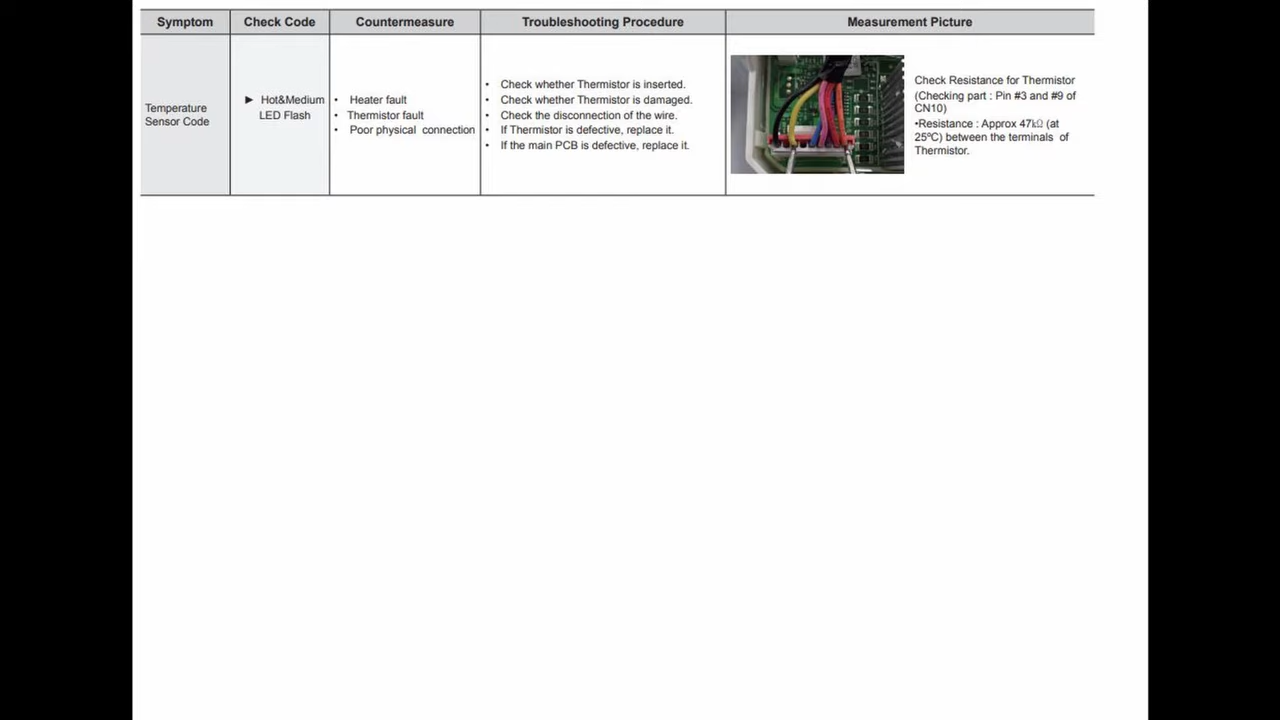 Symptom Check Code Countermeasure Troubleshooting Procedure Measurement Picture
Temperature
Sensor Code
► Hot&Medium
LED Flash
• Heater fault
• Thermistor fault
• Poor physical connection
• Check whether Thermistor is inserted.
• Check whether Thermistor is damaged.
• Check the disconnection of the wire.
• If Thermistor is defective, replace it.
• If the main PCB is defective, replace it.
Check Resistance for Thermistor
(Checking part : Pin #3 and #9 of
CN10)
•Resistance : Approx 47kΩ (at
25ºC) between the terminals of
Thermistor.